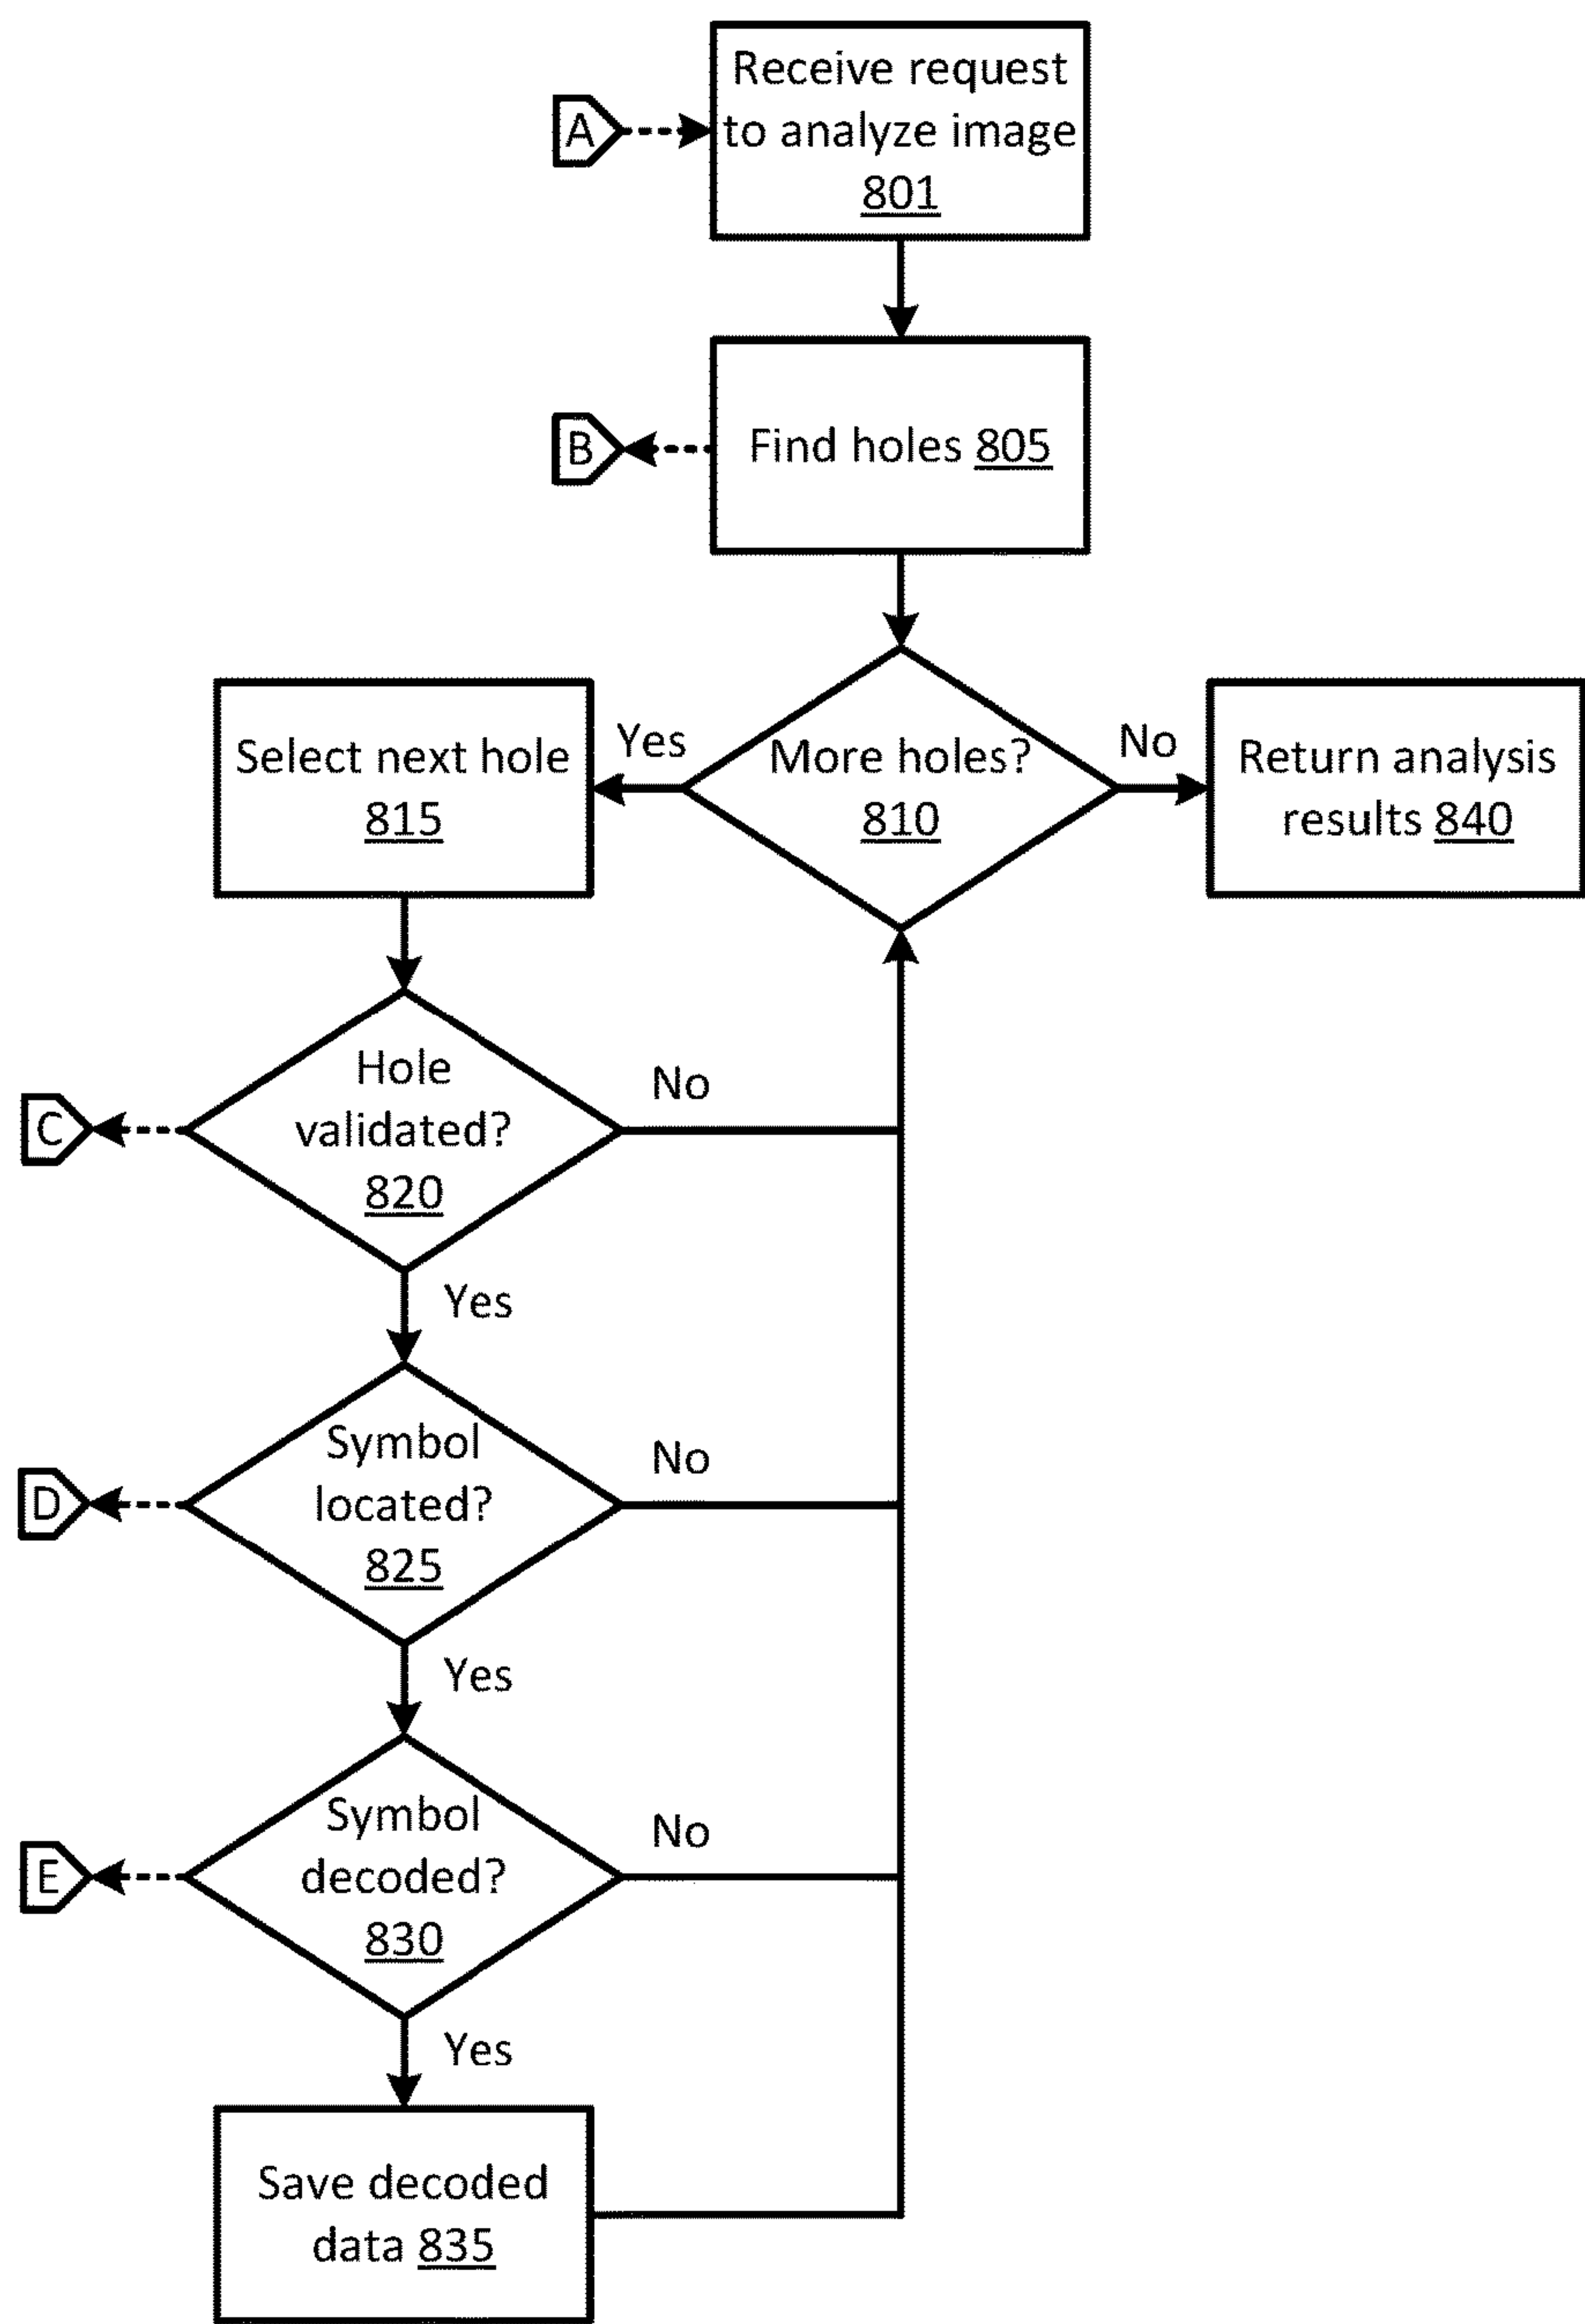 Receive request
A
to analyze image
801
B
Find holes 805
Select next hole
815
Yes
More holes?
810
No
Return analysis
results 840
Hole
validated?
820
C
No
Yes
Symbol
located?
825
D
No
Yes
Symbol
decoded?
830
E
No
Yes
Save decoded
data 835